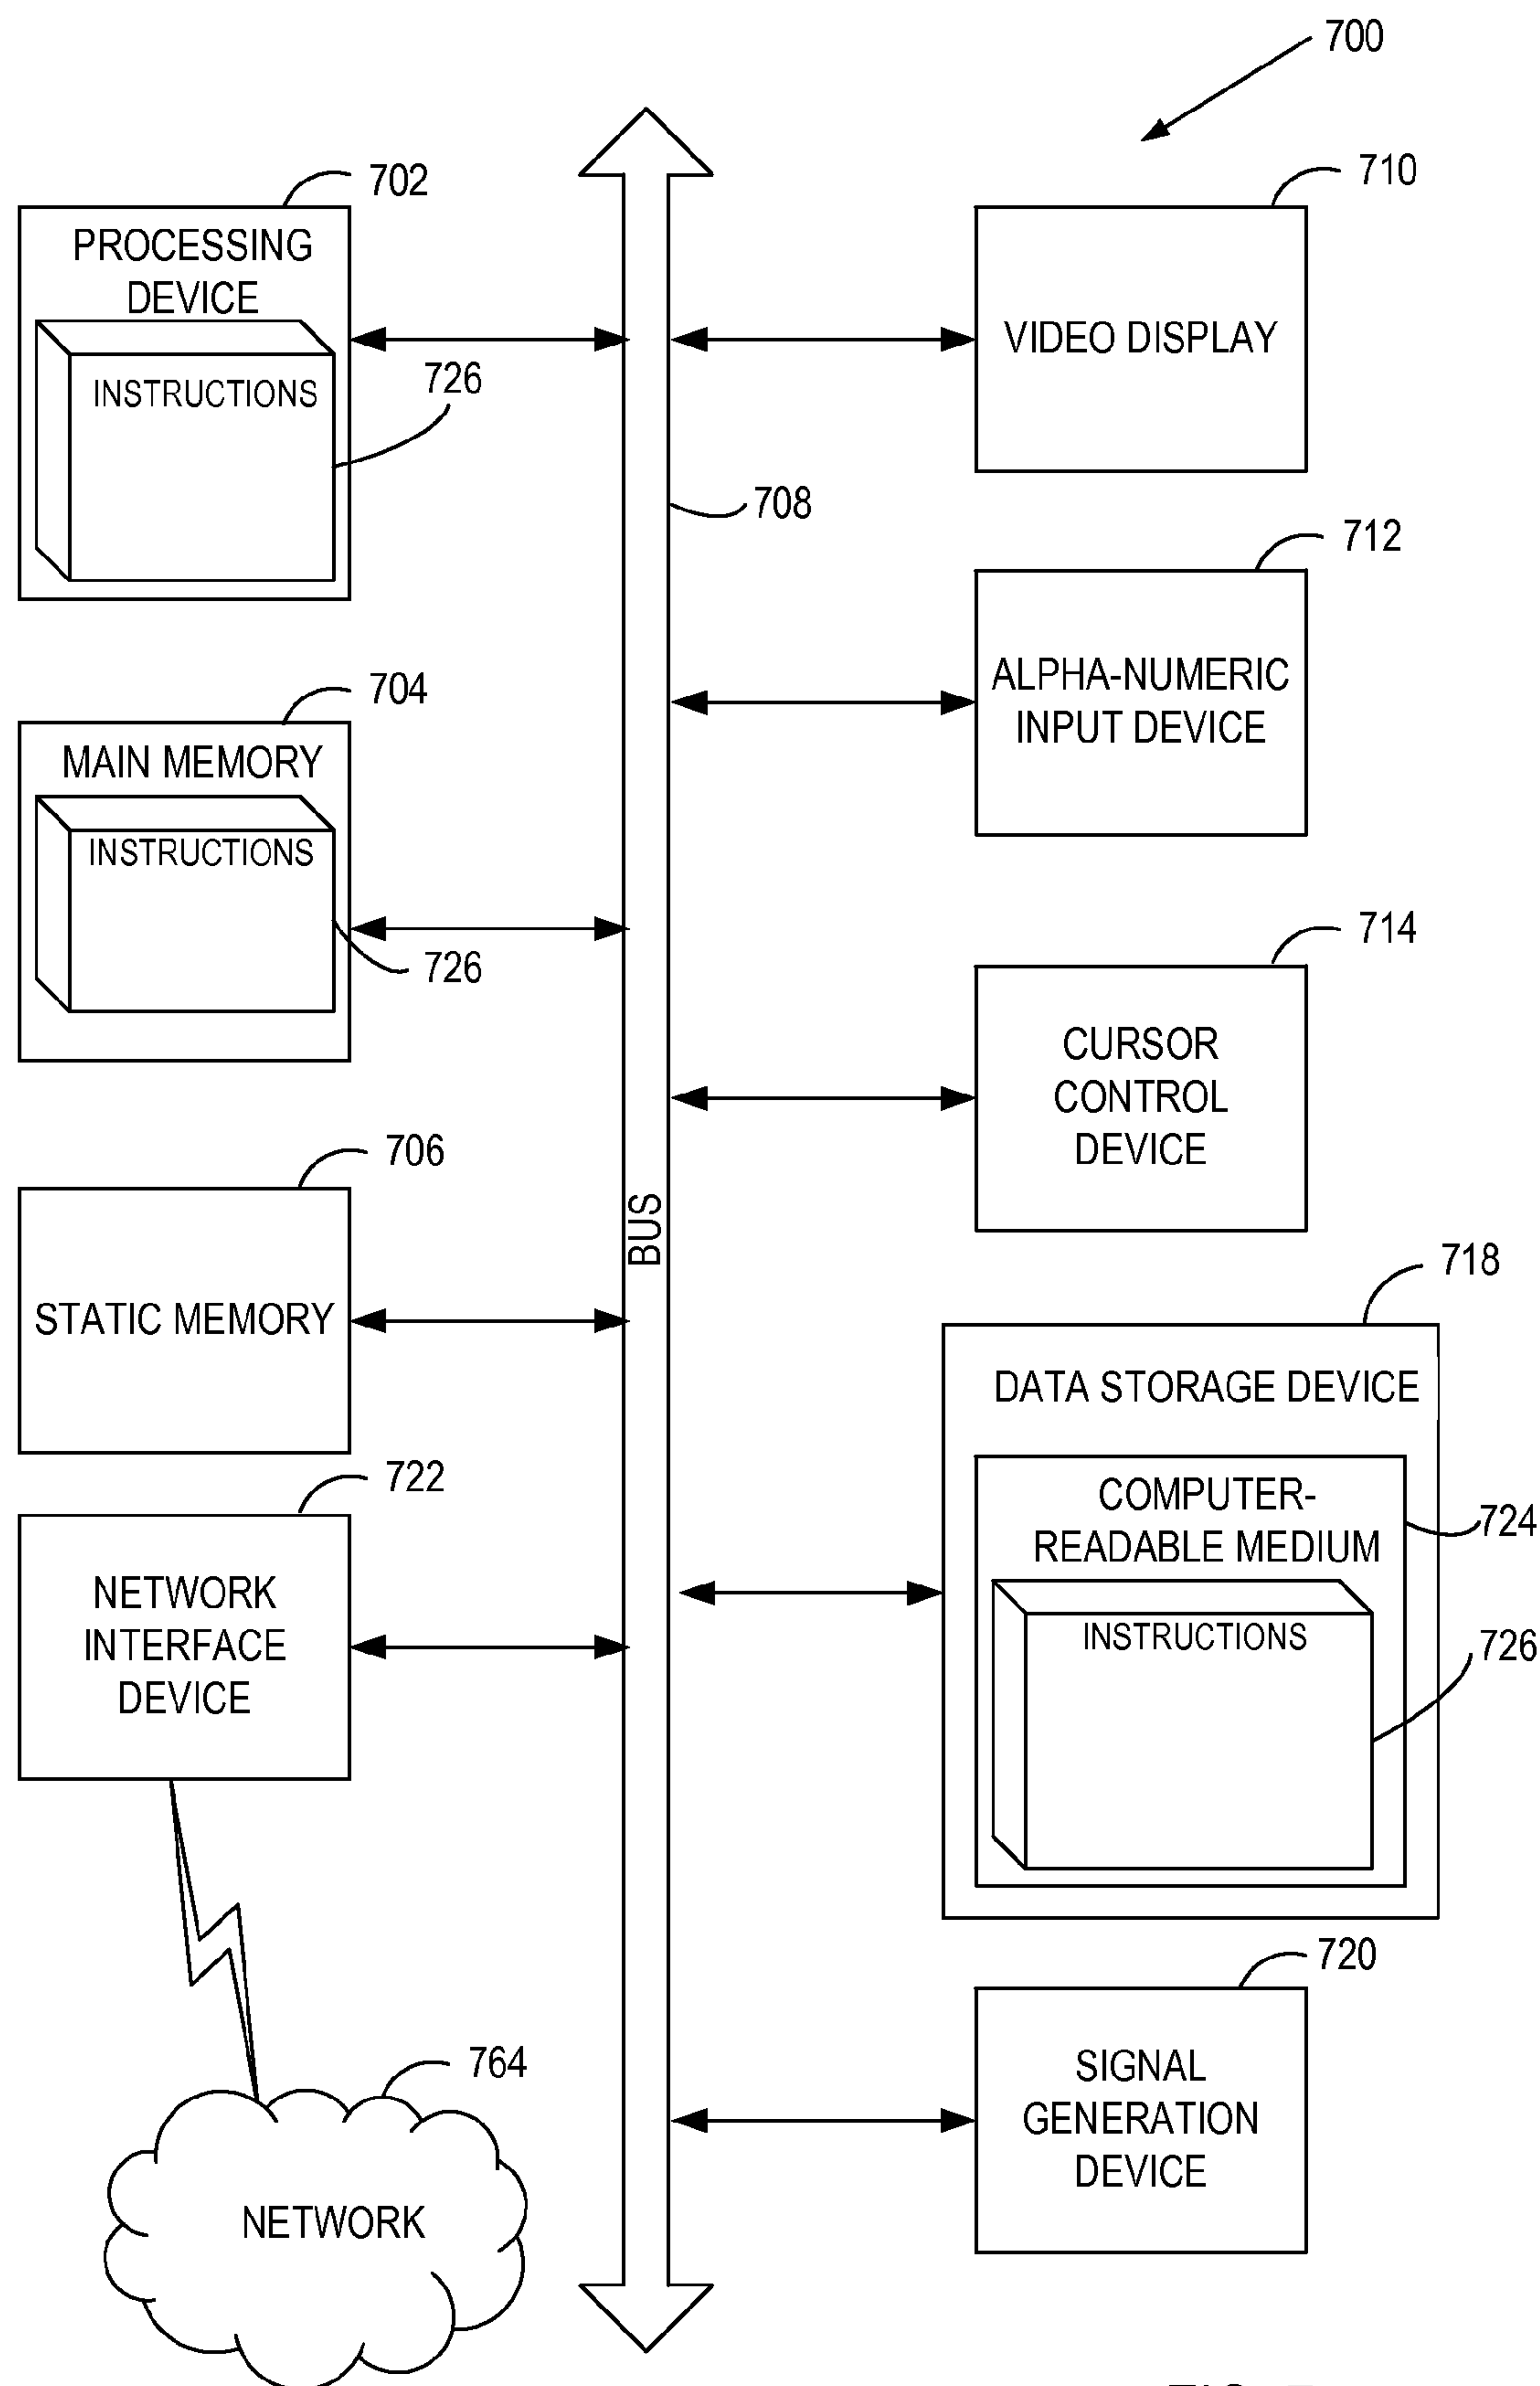 700
702
PROCESSING
DEVICE
INSTRUCTIONS
726
710
VIDEO DISPLAY
708
712
ALPHA-NUMERIC
INPUT DEVICE
704
MAIN MEMORY
INSTRUCTIONS
726
714
CURSOR
CONTROL
DEVICE
706
STATIC MEMORY
BUS
718
DATA STORAGE DEVICE
COMPUTER-
READABLE MEDIUM
724
INSTRUCTIONS
726
722
NETWORK
INTERFACE
DEVICE
720
SIGNAL
GENERATION
DEVICE
764
NETWORK